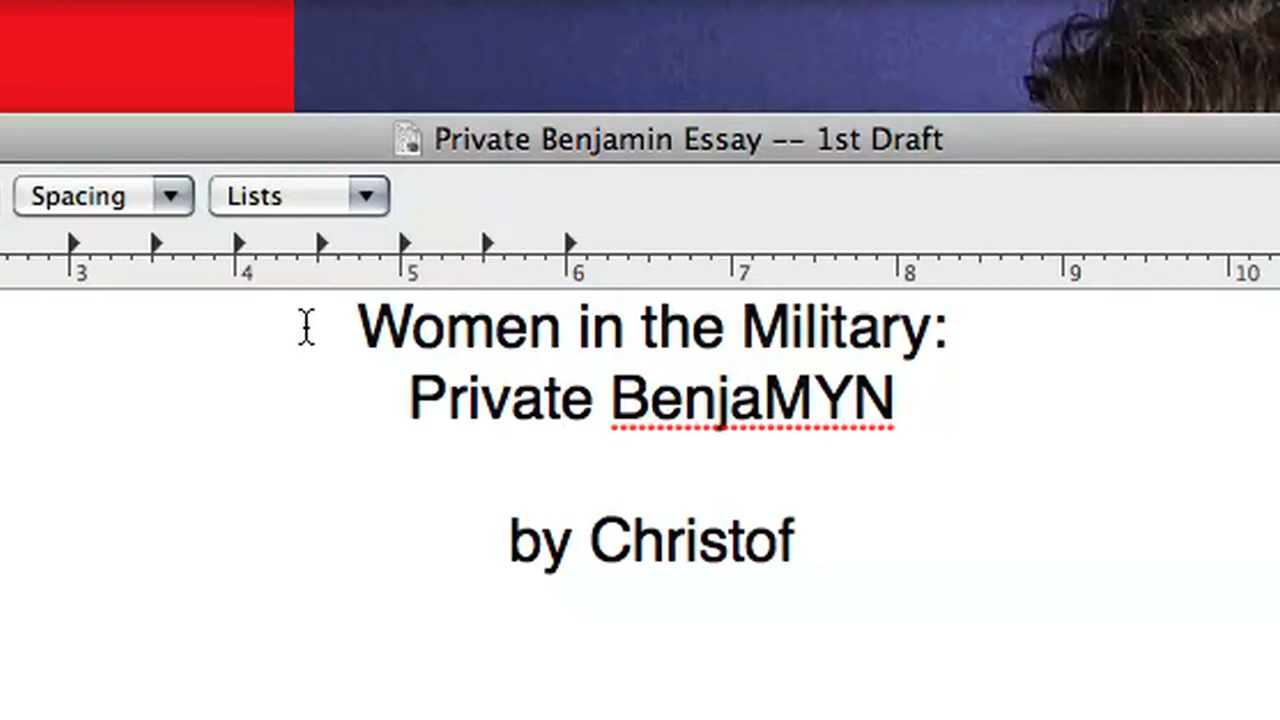 Private Benjamin Essay -- 1st Draft
Spacing Lists
3 4 5 6 7 8 9 10
Women in the Military:
Private BenjaMYN
by Christof